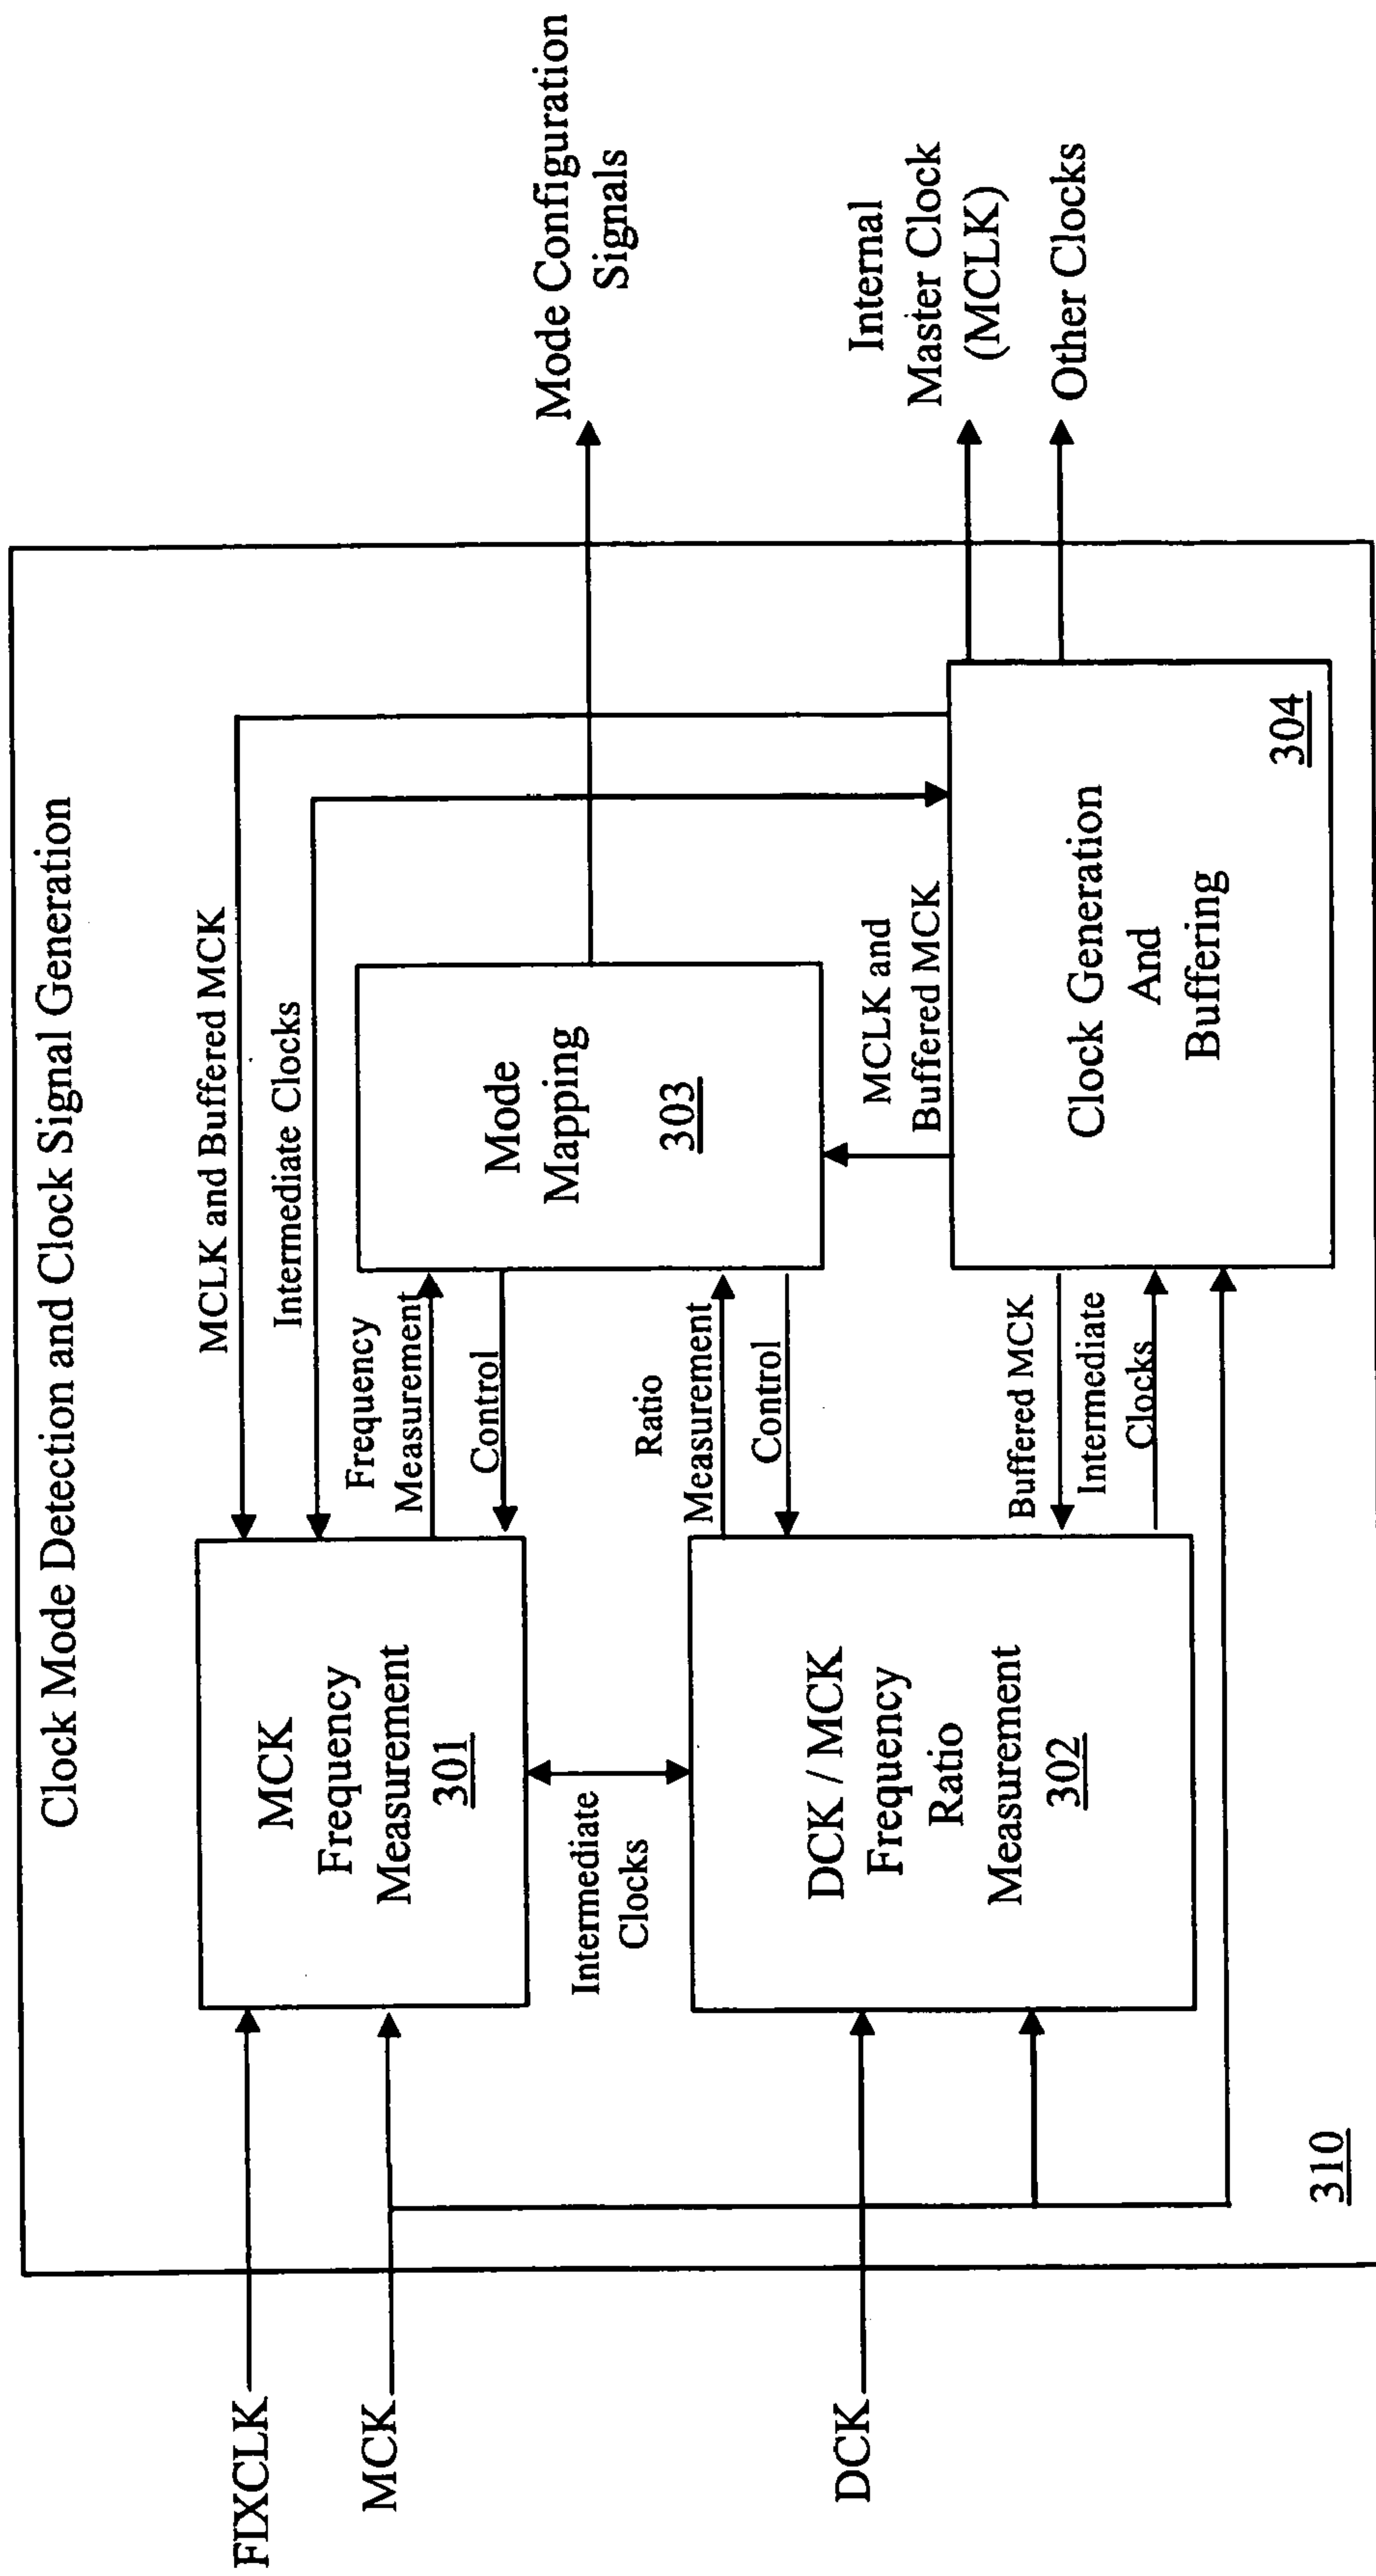 Clock Mode Detection and Clock Signal Generation
FIXCLK
MCK
DCK
MCK
Frequency
Measurement
301
Intermediate
Clocks
DCK / MCK
Frequency
Ratio
Measurement
302
310
MCLK and Buffered MCK
Intermediate Clocks
Frequency
Measurement
Control
Ratio
Measurement
Control
Buffered MCK
Intermediate
Clocks
Mode
Mapping
303
MCLK and
Buffered MCK
Clock Generation
And
Buffering
304
Mode Configuration
Signals
Internal
Master Clock
(MCLK)
Other Clocks